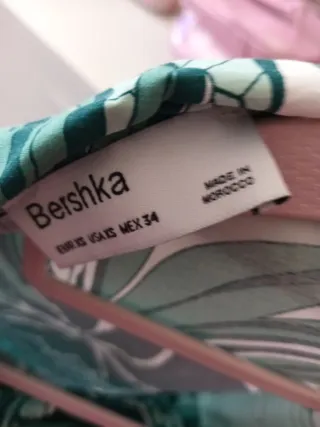 Bershka
EUR XS USA XS MEX 34
MADE IN
MOROCCO